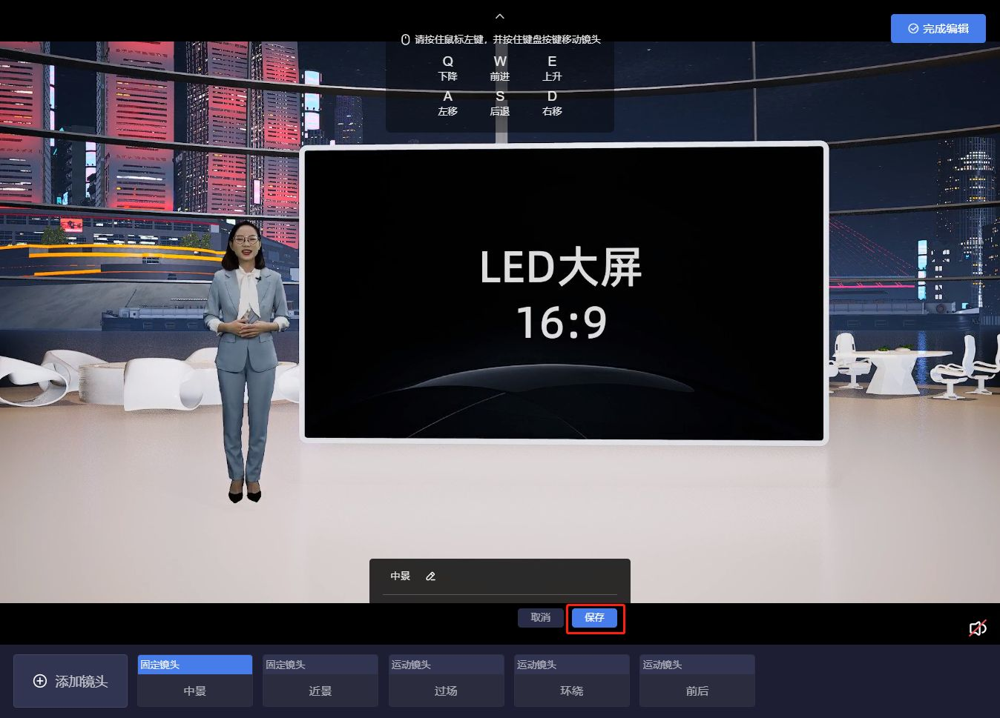 完成编辑
请按住鼠标左键，并按住键盘按键移动镜头
Q W E
下降 前进 上升
A S D
左移 后退 右移
LED大屏
16:9
中景
取消 保存
添加镜头
固定镜头 固定镜头 运动镜头 运动镜头 运动镜头
中景 近景 过场 环绕 前后